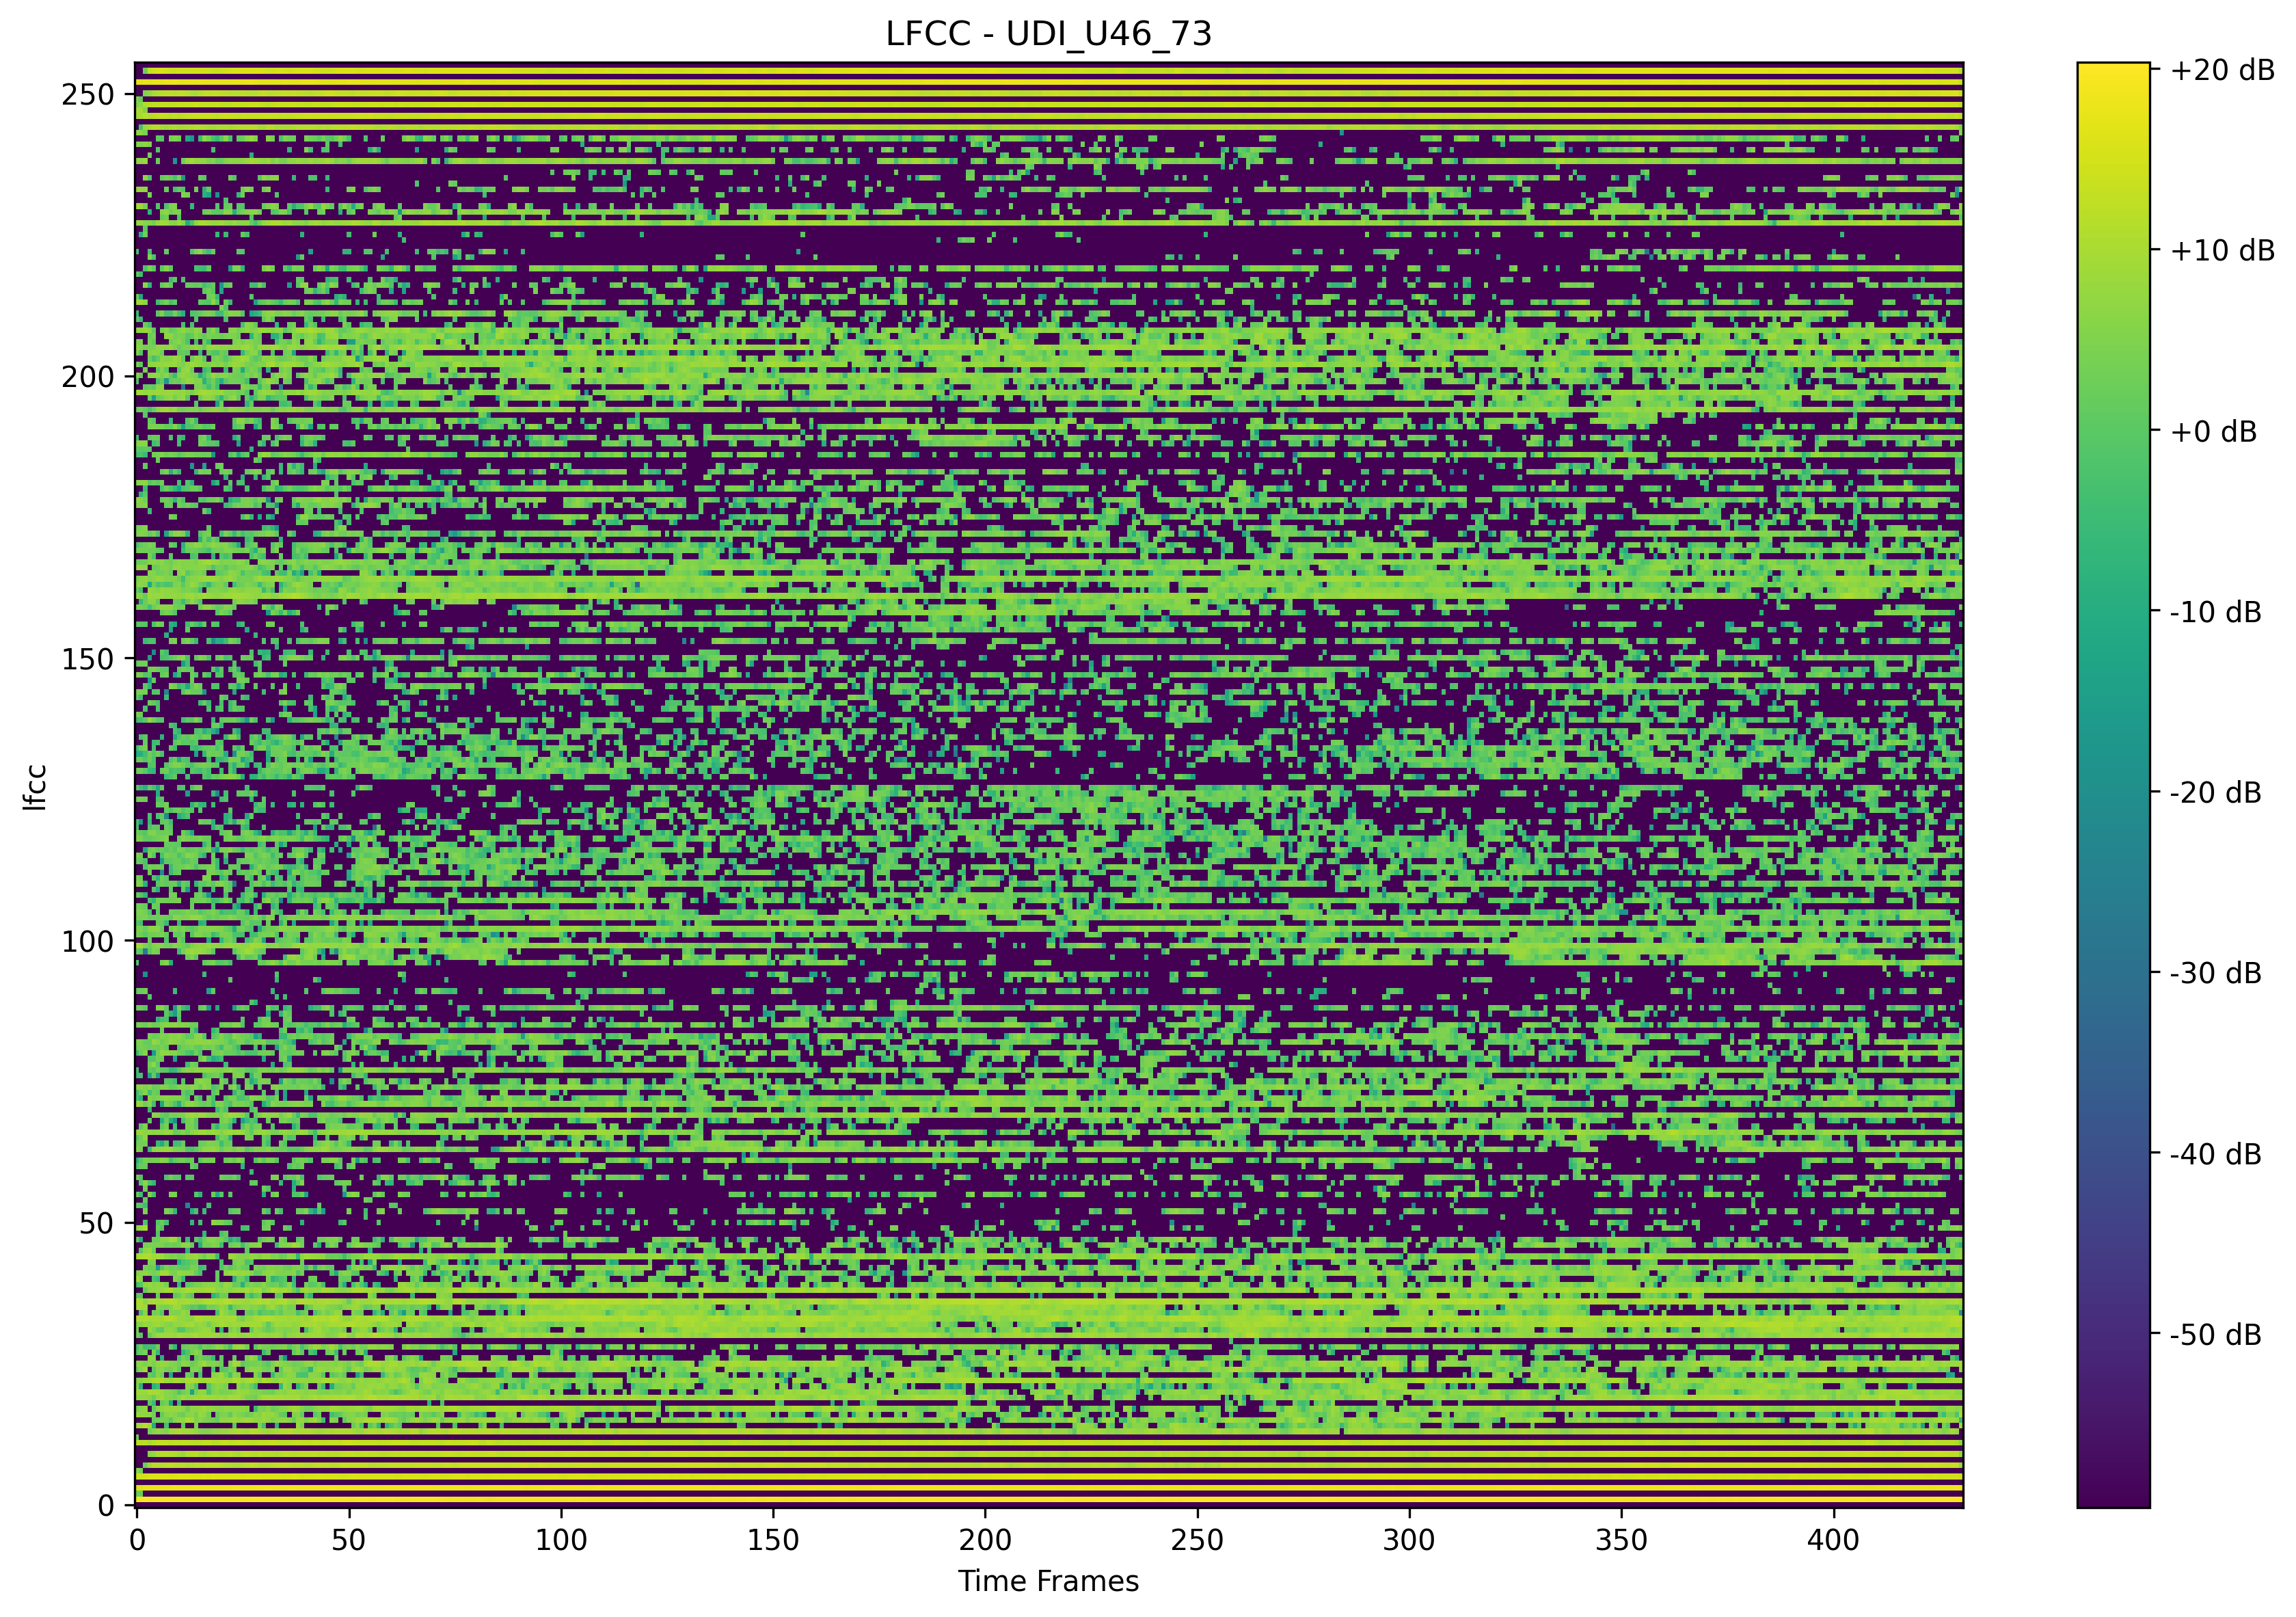 LFCC - UDI_U46_73
250
200
150
100
50
0
lfcc
0 50 100 150 200 250 300 350 400
Time Frames
+20 dB
+10 dB
+0 dB
-10 dB
-20 dB
-30 dB
-40 dB
-50 dB